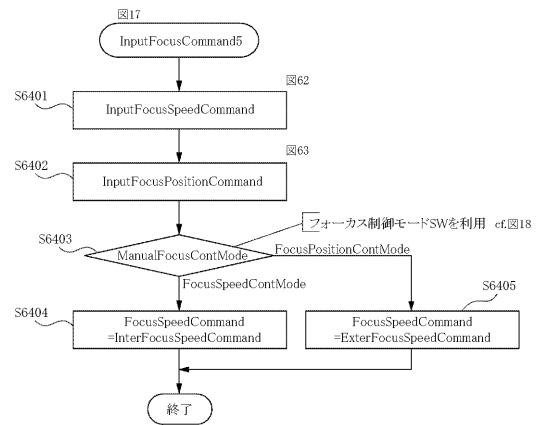 図17
InputFocusCommand5
図62
S6401
InputFocusSpeedCommand
図63
S6402
InputFocusPositionCommand
フォーカス制御モードSWを利用 cf.図18
S6403
ManualFocusContMode
FocusPositionContMode
FocusSpeedContMode
S6404
FocusSpeedCommand
=InterFocusSpeedCommand
S6405
FocusSpeedCommand
=ExterFocusSpeedCommand
終了